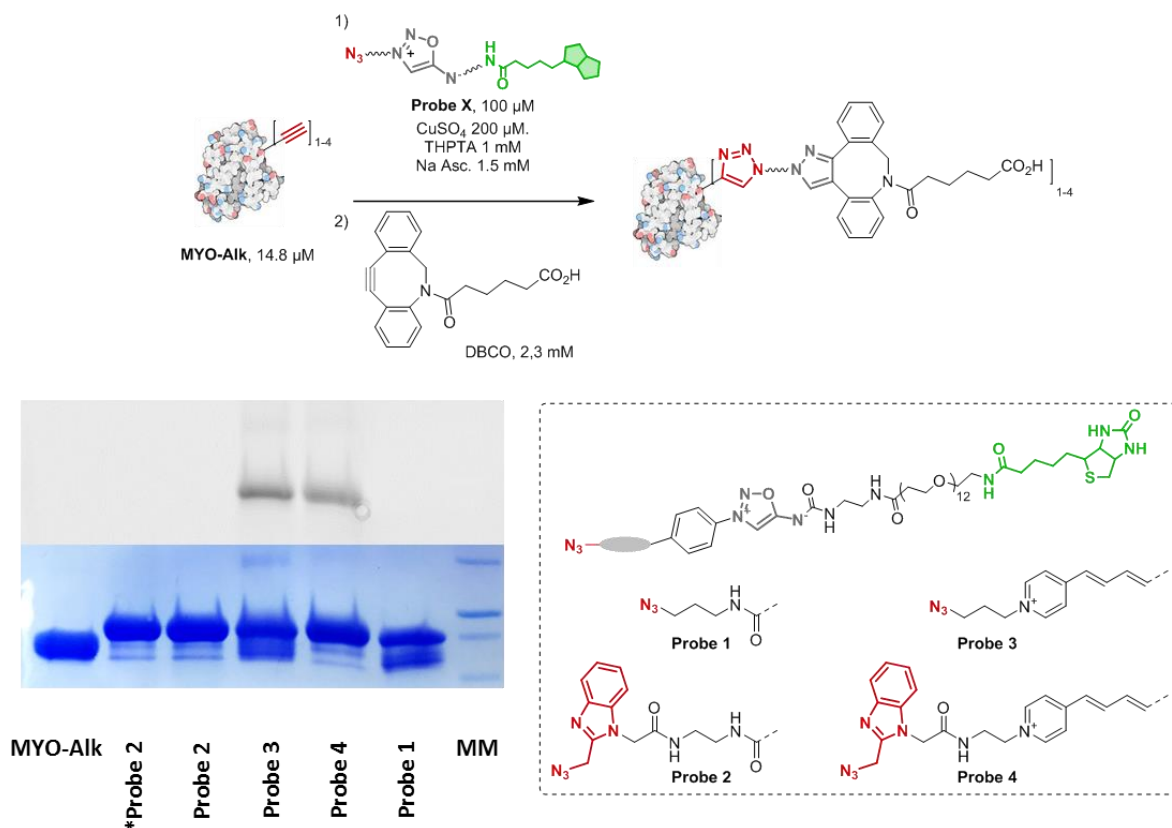 1)
N₃
N
O
N
+
N
-
H
N
O
Probe X, 100 µM
CuSO₄ 200 µM.
THPTA 1 mM
Na Asc. 1.5 mM
1-4
MYO-Alk, 14.8 µM
2)
N
O
CO₂H
DBCO, 2,3 mM
N
N
N
N
N
N
O
CO₂H
1-4
MYO-Alk
*Probe 2
Probe 2
Probe 3
Probe 4
Probe 1
MM
O
HN
NH
S
H
N
O
O
12
O
H
N
O
N
H
N
-
O
N
N
+
N₃
N₃
H
N
O
Probe 1
N₃
N
+
Probe 3
N
N
O
N
H
H
N
O
N₃
Probe 2
N
N
O
N
H
N
+
N₃
Probe 4